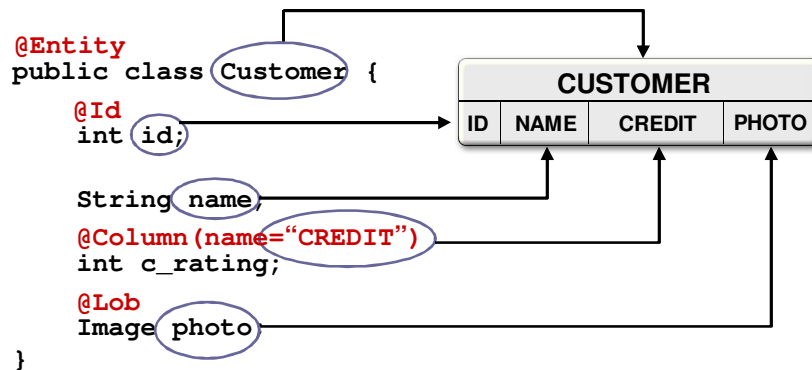 @Entity
public class Customer {
@Id
int id;
String name;
@Column(name=“CREDIT”)
int c_rating;
@Lob
Image photo
}
CUSTOMER
ID NAME CREDIT PHOTO